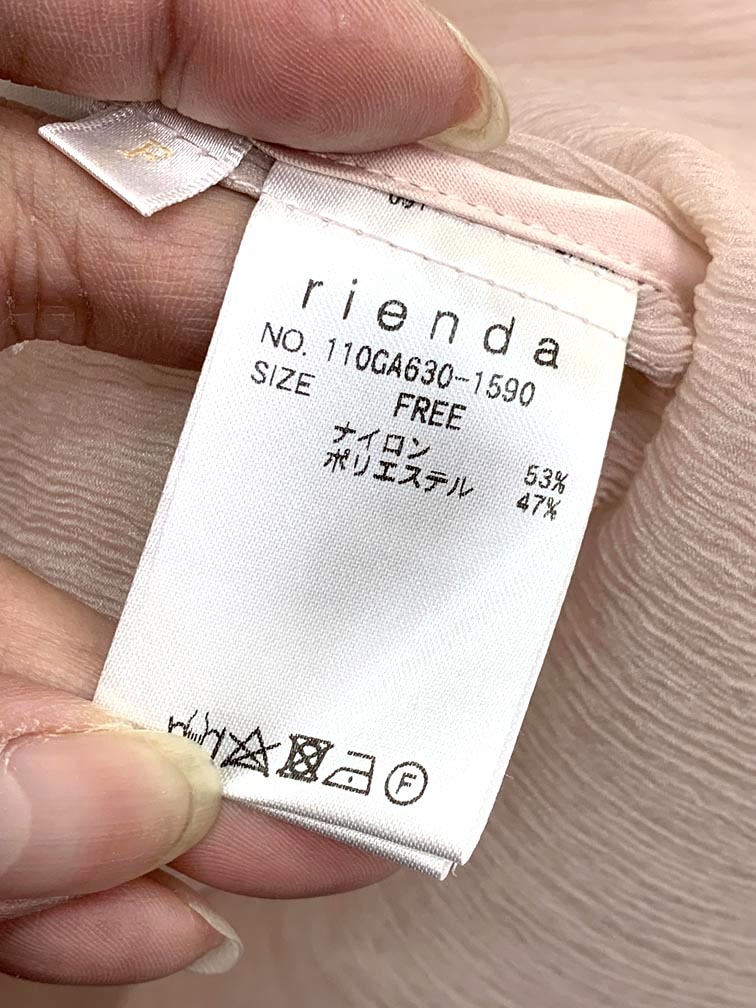 F
rienda
NO. 110GA630-1590
SIZE FREE
ナイロン 53%
ポリエステル 47%
F